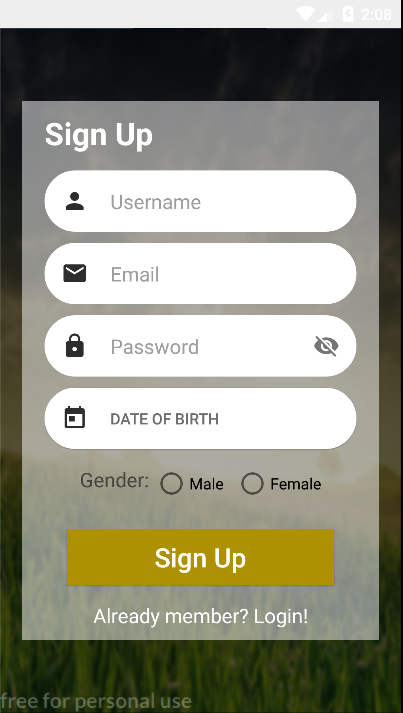 2:08
Sign Up
Username
Email
Password
DATE OF BIRTH
Gender: Male Female
Sign Up
Already member? Login!
free for personal use